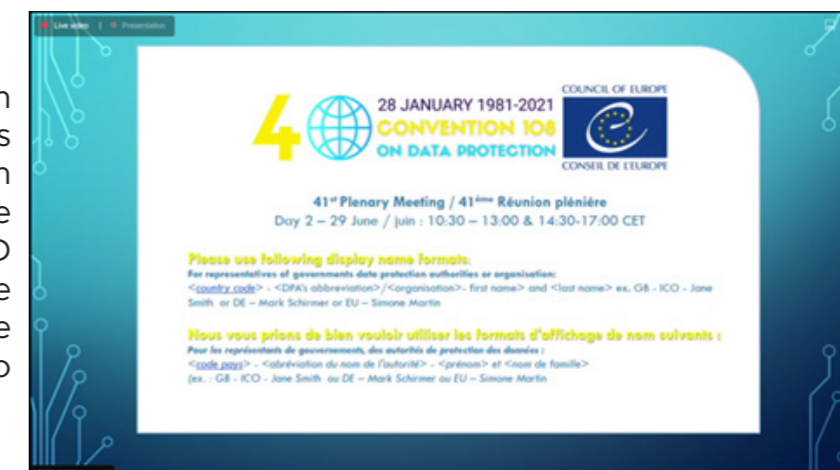 Live video | Presentation
n
s
n
e
O
e
e
o
40
28 JANUARY 1981-2021
CONVENTION 108
ON DATA PROTECTION
COUNCIL OF EUROPE
CONSEIL DE L'EUROPE
41st Plenary Meeting / 41ème Réunion plénière
Day 2 – 29 June / juin : 10:30 – 13:00 & 14:30-17:00 CET
Please use following display name formats:
For representatives of governments data protection authorities or organisation:
<country code> - <DPA's abbreviation>/<organisation>- first name> and <last name> ex. GB - ICO - Jane
Smith or DE – Mark Schirmer or EU – Simone Martin
Nous vous prions de bien vouloir utiliser les formats d'affichage de nom suivants :
Pour les représentants de gouvernements, des autorités de protection des données :
<code pays> - <abréviation du nom de l'autorité> - <prénom> et <nom de famille>
(ex. : GB - ICO - Jane Smith ou DE – Mark Schirmer ou EU – Simone Martin